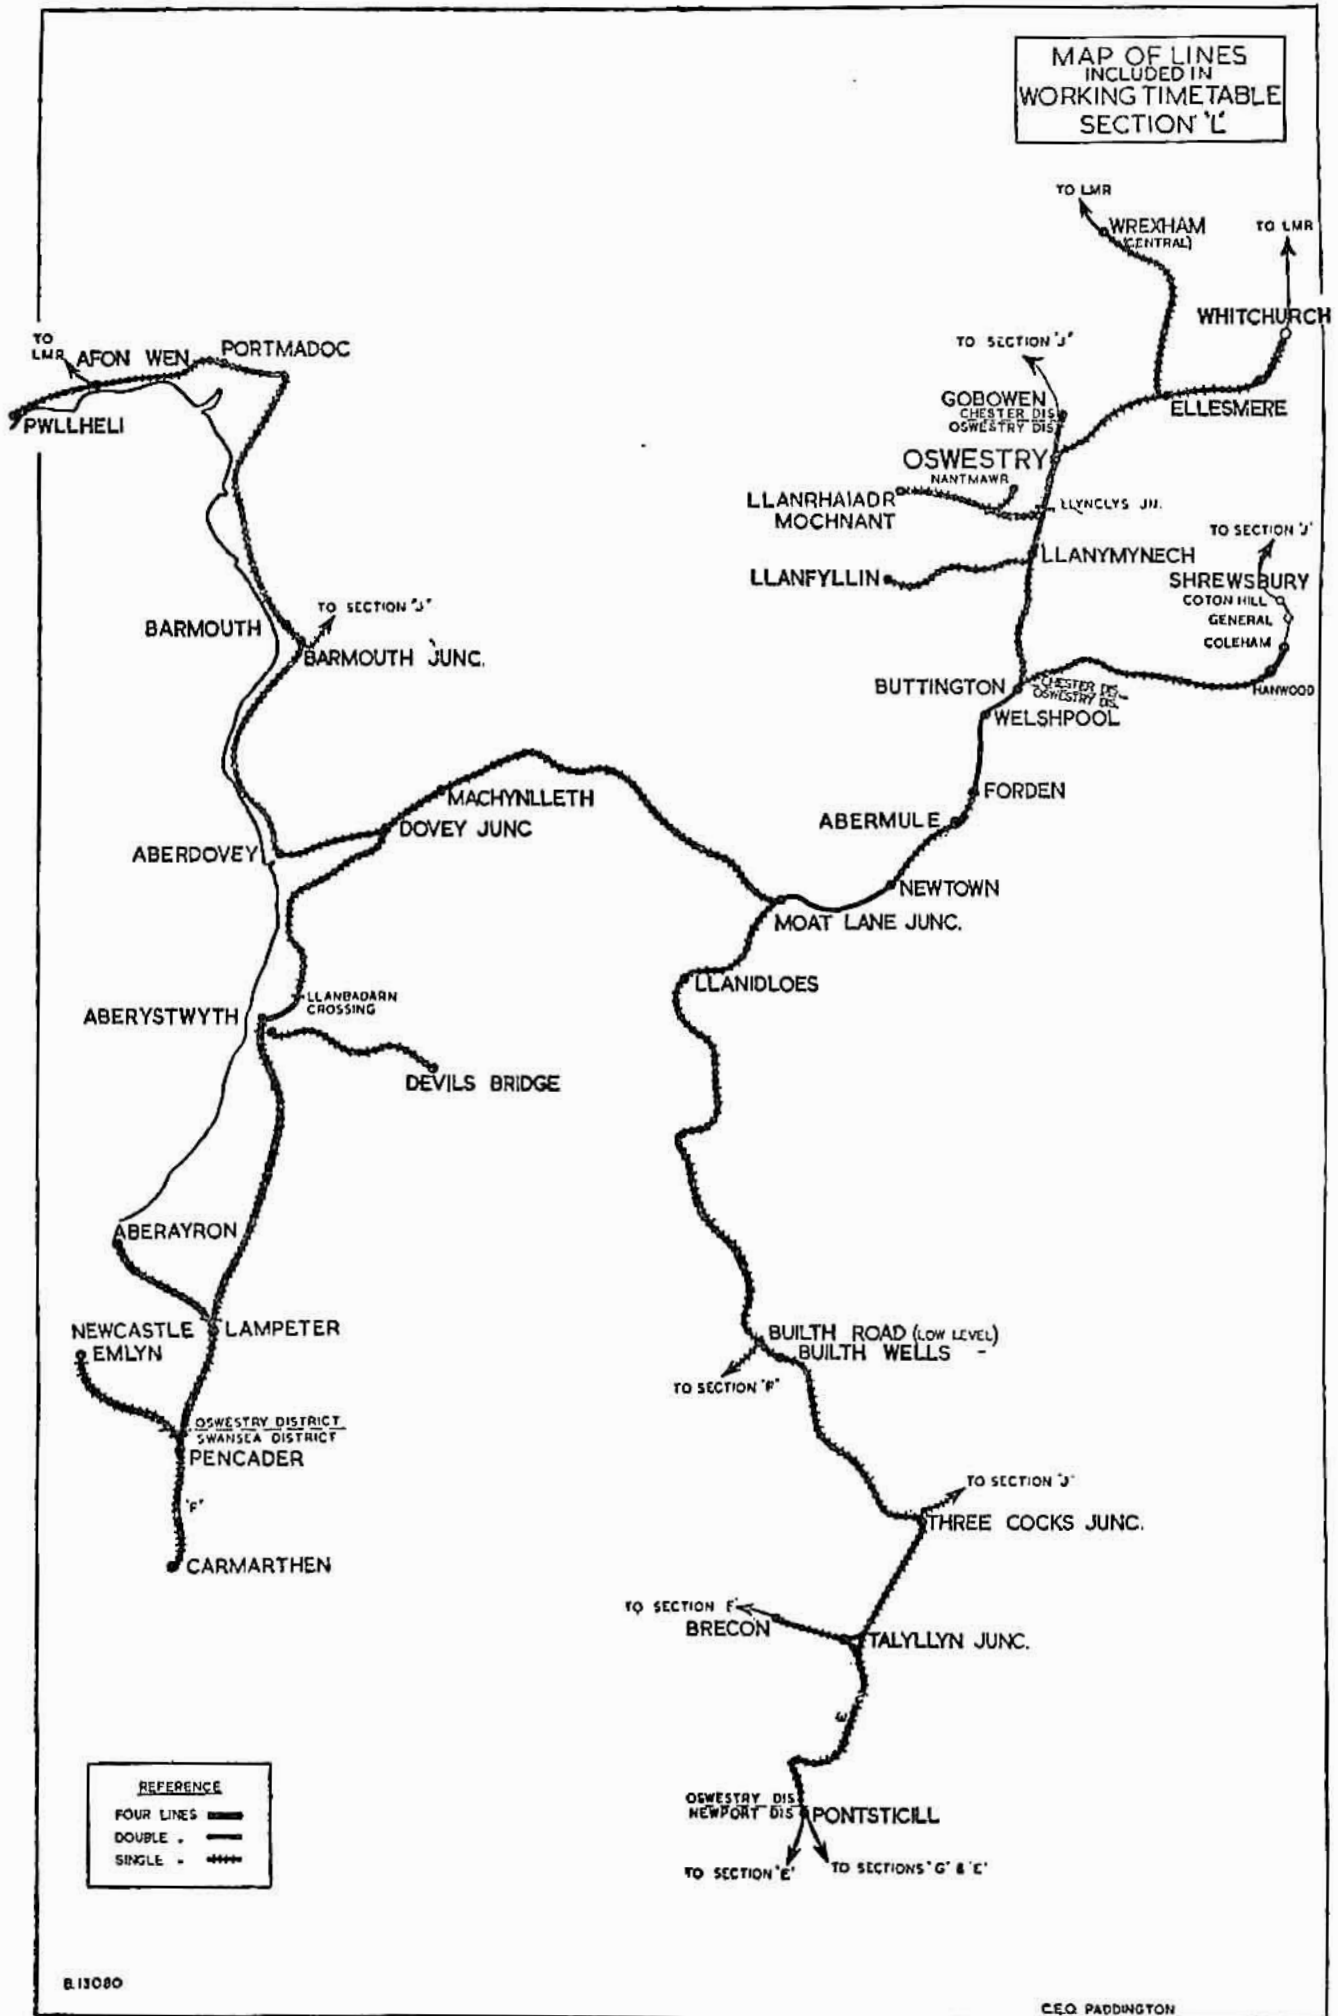 MAP OF LINES
INCLUDED IN
WORKING TIMETABLE
SECTION 'L'
TO LMR
WREXHAM
(CENTRAL)
TO LMR
WHITCHURCH
TO
LMR
AFON WEN
PORTMADOC
PWLLHELI
TO SECTION "J"
GOBOWEN
CHESTER DIS
OSWESTRY DIS
ELLESMERE
OSWESTRY
NANTMAWR
LLANRHAIADR
MOCHNANT
LLYNCLYS JN.
LLANYMYNECH
LLANFYLLIN
TO SECTION 'J'
SHREWSBURY
COTON HILL
GENERAL
COLEHAM
HANWOOD
BARMOUTH
TO SECTION "J"
BARMOUTH JUNC.
BUTTINGTON
CHESTER DIS.
OSWESTRY DIS.
WELSHPOOL
FORDEN
ABERMULE
NEWTOWN
MOAT LANE JUNC.
MACHYNLLETH
DOVEY JUNC
ABERDOVEY
LLANIDLOES
LLANBADARN
CROSSING
ABERYSTWYTH
DEVILS BRIDGE
ABERAYRON
LAMPETER
NEWCASTLE
EMLYN
OSWESTRY DISTRICT
SWANSEA DISTRICT
PENCADER
'F'
CARMARTHEN
BUILTH ROAD (LOW LEVEL)
BUILTH WELLS -
TO SECTION 'F'
TO SECTION 'J'
THREE COCKS JUNC.
TO SECTION F'
BRECON
TALYLLYN JUNC.
E
OSWESTRY DIS
NEWPORT DIS
PONTSTICILL
TO SECTION 'E'
TO SECTIONS 'G' & 'E'
REFERENCE
FOUR LINES
DOUBLE "
SINGLE "
B.13080
C.E.O. PADDINGTON